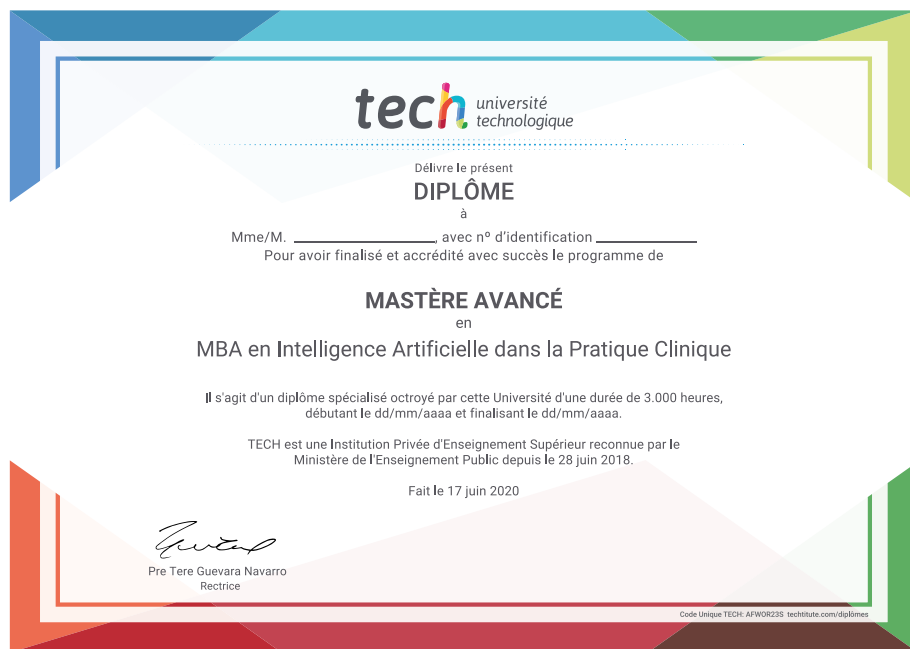 tech université
technologique
Délivre le présent
DIPLÔME
à
Mme/M. ____________, avec nº d'identification ____________
Pour avoir finalisé et accrédité avec succès le programme de
MASTÈRE AVANCÉ
en
MBA en Intelligence Artificielle dans la Pratique Clinique
Il s'agit d'un diplôme spécialisé octroyé par cette Université d'une durée de 3.000 heures,
débutant le dd/mm/aaaa et finalisant le dd/mm/aaaa.
TECH est une Institution Privée d'Enseignement Supérieur reconnue par le
Ministère de l'Enseignement Public depuis le 28 juin 2018.
Fait le 17 juin 2020
Pre Tere Guevara Navarro
Rectrice
Code Unique TECH: AFWOR23S techtitute.com/diplômes